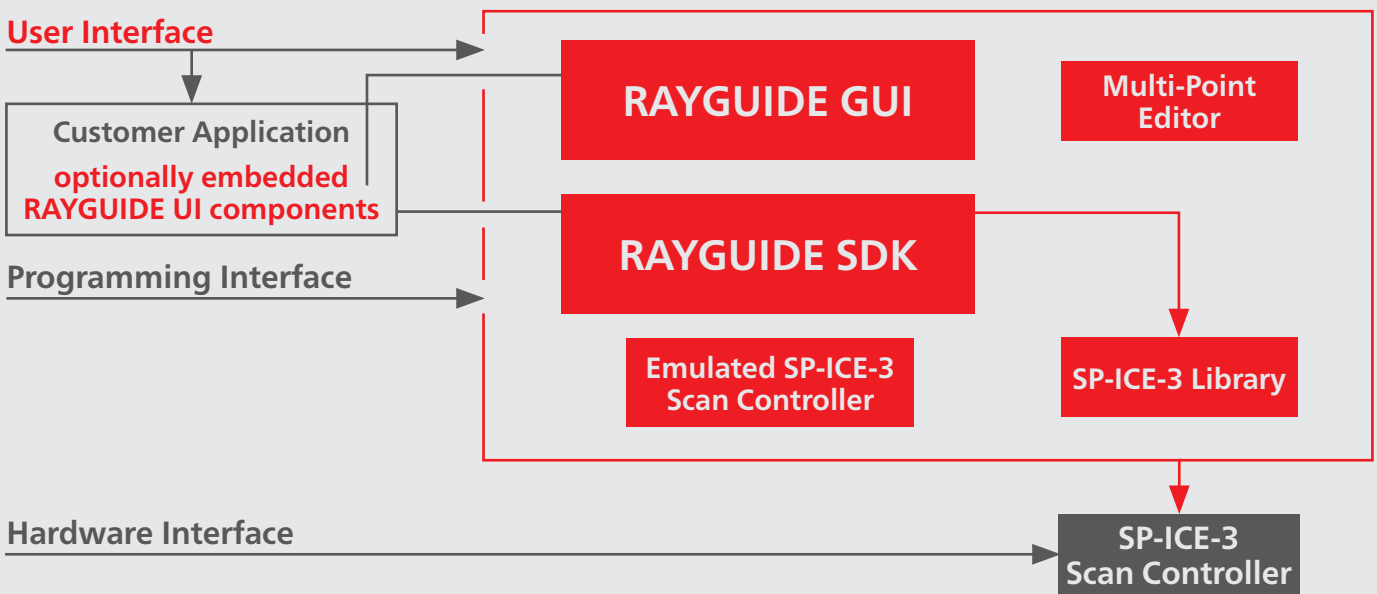 User Interface
RAYGUIDE GUI
Multi-Point
Editor
Customer Application
optionally embedded
RAYGUIDE UI components
RAYGUIDE SDK
Programming Interface
Emulated SP-ICE-3
Scan Controller
SP-ICE-3 Library
Hardware Interface
SP-ICE-3
Scan Controller